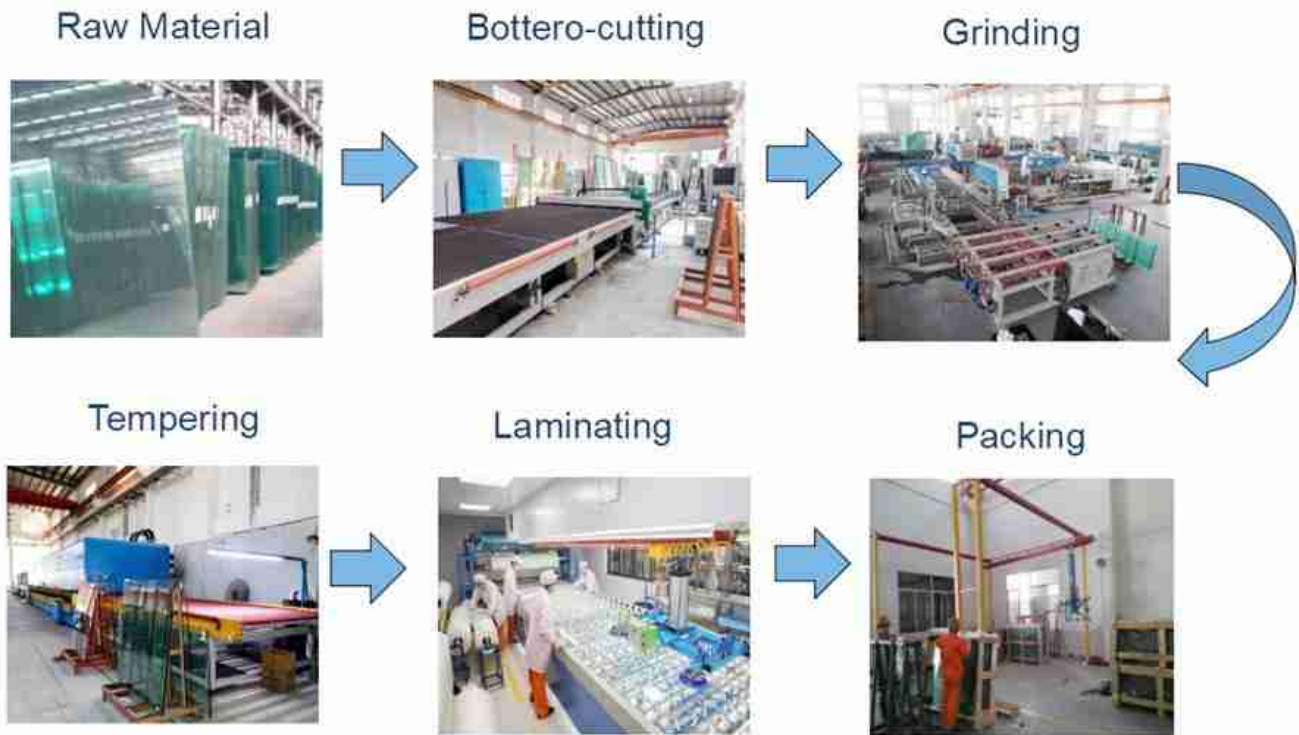 Raw Material
Bottero-cutting
Grinding
Tempering
Laminating
Packing